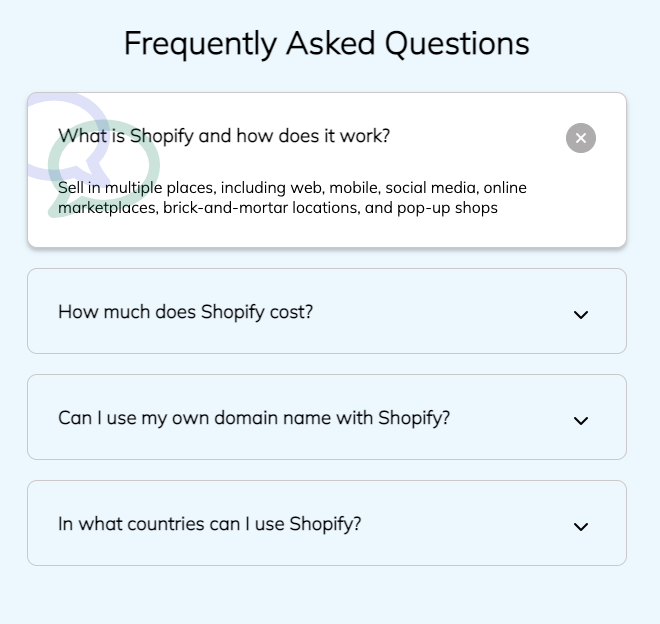 Frequently Asked Questions
What is Shopify and how does it work?
Sell in multiple places, including web, mobile, social media, online
marketplaces, brick-and-mortar locations, and pop-up shops
How much does Shopify cost?
Can I use my own domain name with Shopify?
In what countries can I use Shopify?